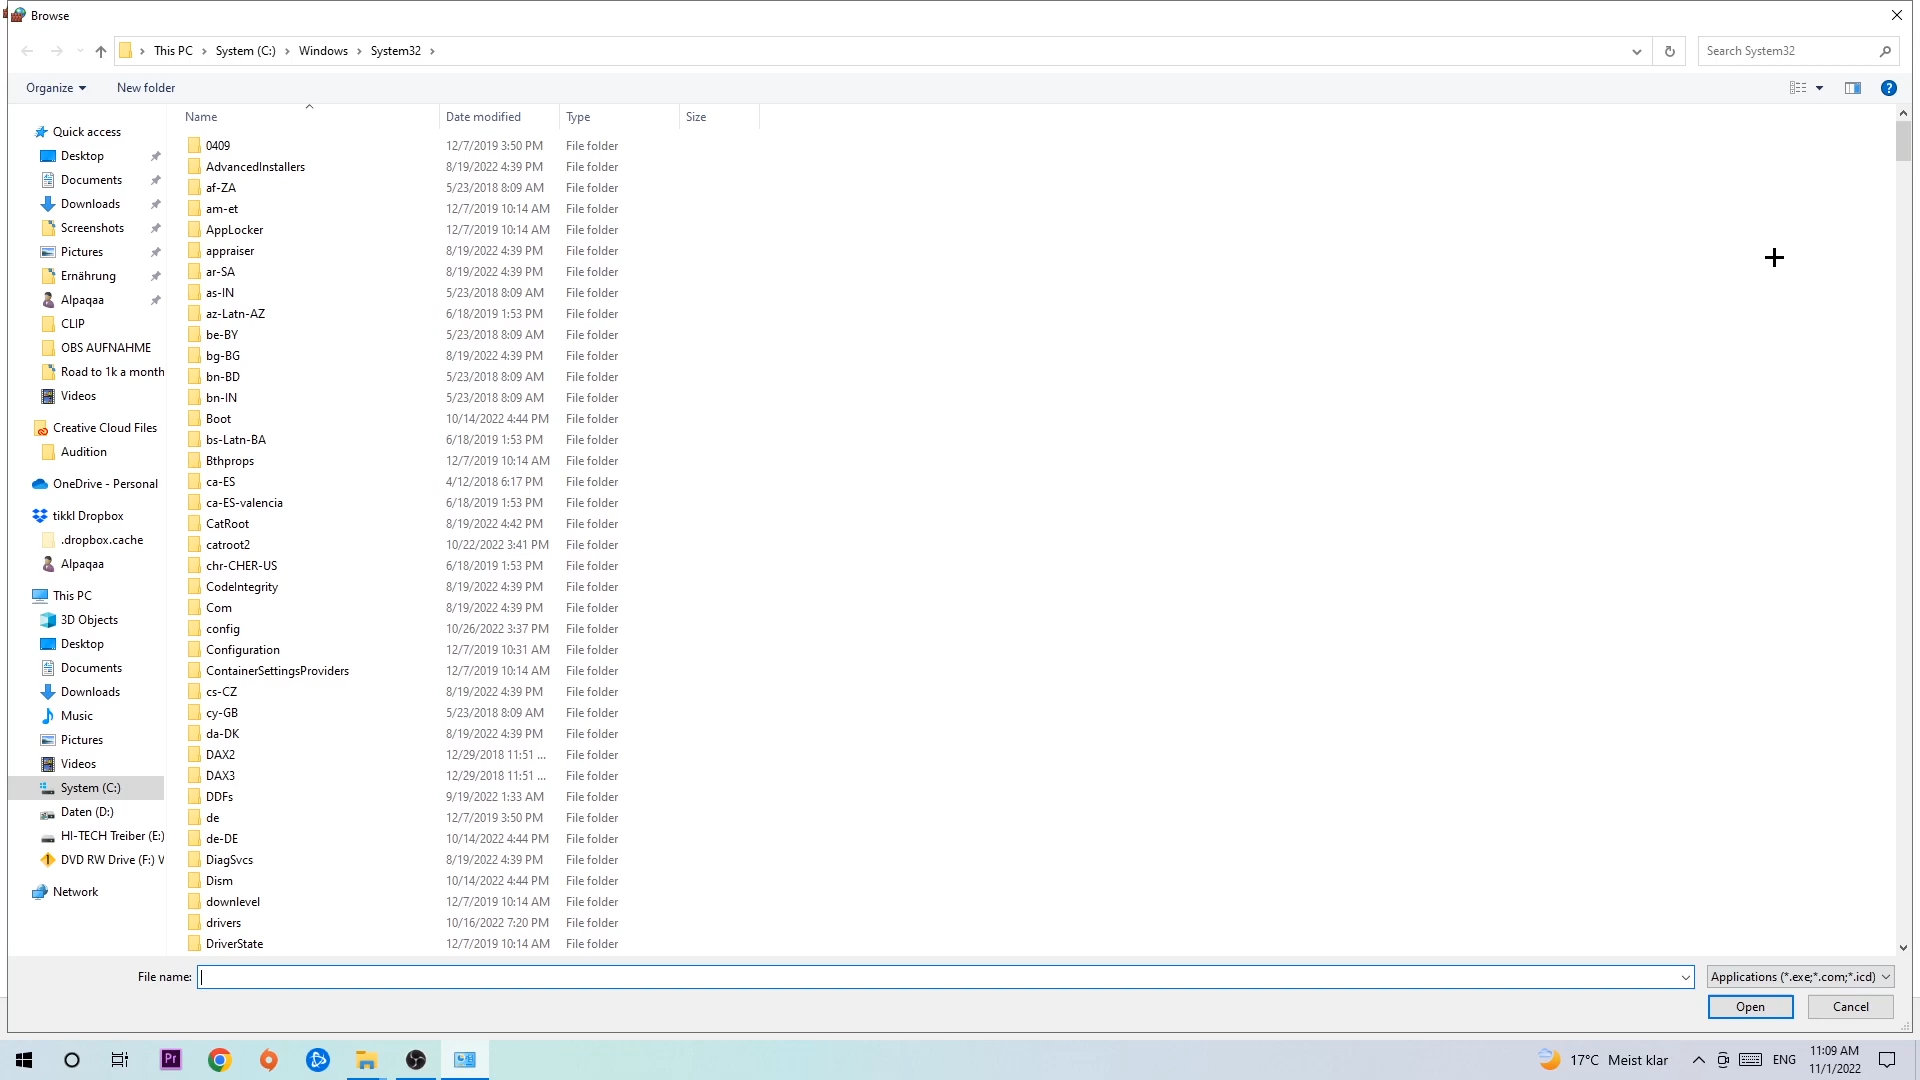 Browse
This PC > System (C:) > Windows > System32 >
Search System32
Organize
New folder
Name Date modified Type Size
Quick access
Desktop
Documents
Downloads
Screenshots
Pictures
Ernährung
Alpaqaa
CLIP
OBS AUFNAHME
Road to 1k a month
Videos
Creative Cloud Files
Audition
OneDrive - Personal
tikkl Dropbox
.dropbox.cache
Alpaqaa
This PC
3D Objects
Desktop
Documents
Downloads
Music
Pictures
Videos
System (C:)
Daten (D:)
HI-TECH Treiber (E:)
DVD RW Drive (F:) V
Network
0409 12/7/2019 3:50 PM File folder
AdvancedInstallers 8/19/2022 4:39 PM File folder
af-ZA 5/23/2018 8:09 AM File folder
am-et 12/7/2019 10:14 AM File folder
AppLocker 12/7/2019 10:14 AM File folder
appraiser 8/19/2022 4:39 PM File folder
ar-SA 8/19/2022 4:39 PM File folder
as-IN 5/23/2018 8:09 AM File folder
az-Latn-AZ 6/18/2019 1:53 PM File folder
be-BY 5/23/2018 8:09 AM File folder
bg-BG 8/19/2022 4:39 PM File folder
bn-BD 5/23/2018 8:09 AM File folder
bn-IN 5/23/2018 8:09 AM File folder
Boot 10/14/2022 4:44 PM File folder
bs-Latn-BA 6/18/2019 1:53 PM File folder
Bthprops 12/7/2019 10:14 AM File folder
ca-ES 4/12/2018 6:17 PM File folder
ca-ES-valencia 6/18/2019 1:53 PM File folder
CatRoot 8/19/2022 4:42 PM File folder
catroot2 10/22/2022 3:41 PM File folder
chr-CHER-US 6/18/2019 1:53 PM File folder
CodeIntegrity 8/19/2022 4:39 PM File folder
Com 8/19/2022 4:39 PM File folder
config 10/26/2022 3:37 PM File folder
Configuration 12/7/2019 10:31 AM File folder
ContainerSettingsProviders 12/7/2019 10:14 AM File folder
cs-CZ 8/19/2022 4:39 PM File folder
cy-GB 5/23/2018 8:09 AM File folder
da-DK 8/19/2022 4:39 PM File folder
DAX2 12/29/2018 11:51 ... File folder
DAX3 12/29/2018 11:51 ... File folder
DDFs 9/19/2022 1:33 AM File folder
de 12/7/2019 3:50 PM File folder
de-DE 10/14/2022 4:44 PM File folder
DiagSvcs 8/19/2022 4:39 PM File folder
Dism 10/14/2022 4:44 PM File folder
downlevel 12/7/2019 10:14 AM File folder
drivers 10/16/2022 7:20 PM File folder
DriverState 12/7/2019 10:14 AM File folder
File name:
Applications (*.exe;*.com;*.icd)
Open
Cancel
Pr
17°C Meist klar
ENG
11:09 AM
11/1/2022